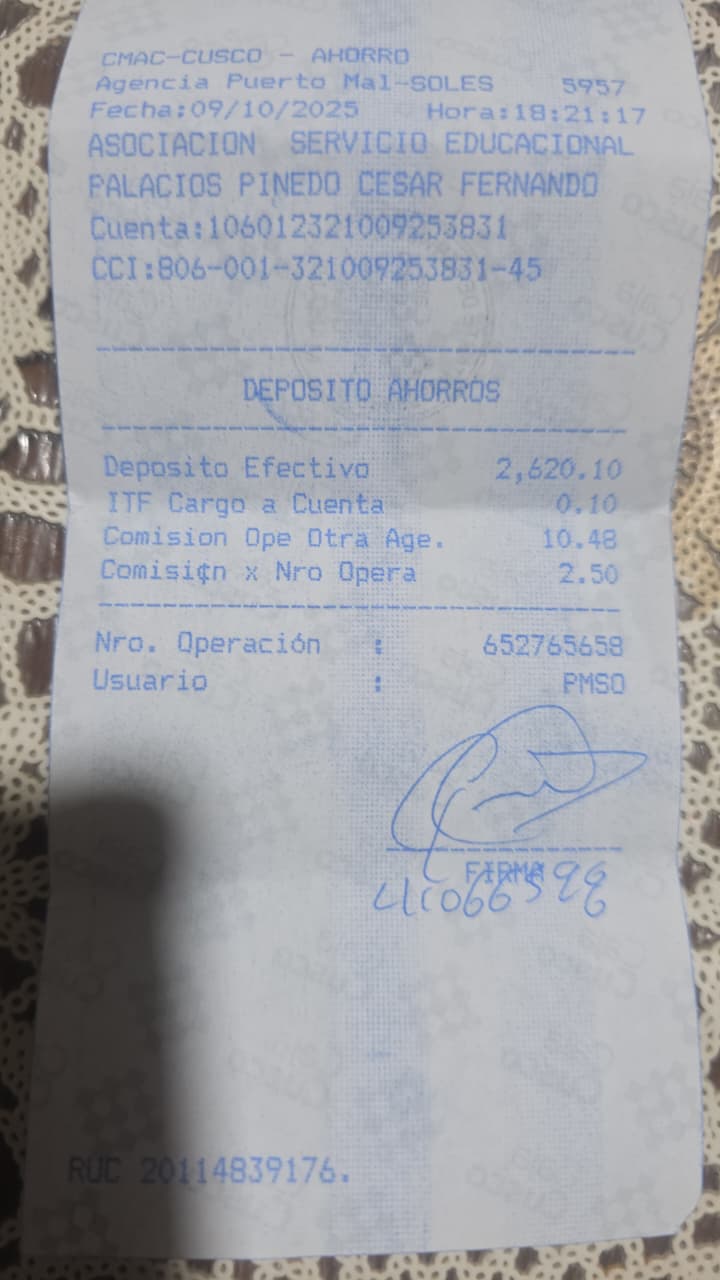 CMAC-CUSCO - AHORRO
Agencia Puerto Mal-SOLES 5957
Fecha:09/10/2025 Hora:18:21:17
ASOCIACION SERVICIO EDUCACIONAL
PALACIOS PINEDO CESAR FERNANDO
Cuenta:106012321009253831
CCI:806-001-321009253831-45
DEPOSITO AHORROS
Deposito Efectivo 2,620.10
ITF Cargo a Cuenta 0.10
Comision Ope Otra Age. 10.48
Comisi¢n x Nro Opera 2.50
Nro. Operación : 652765658
Usuario : PMSO
FIRMA
RUC 20114839176.